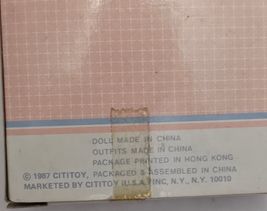 DOLL MADE IN CHINA
OUTFITS MADE IN CHINA
PACKAGE PRINTED IN HONG KONG
© 1987 CITITOY, PACKAGED & ASSEMBLED IN CHINA
MARKETED BY CITITOY (U.S.A.) INC, N.Y., N.Y. 10010